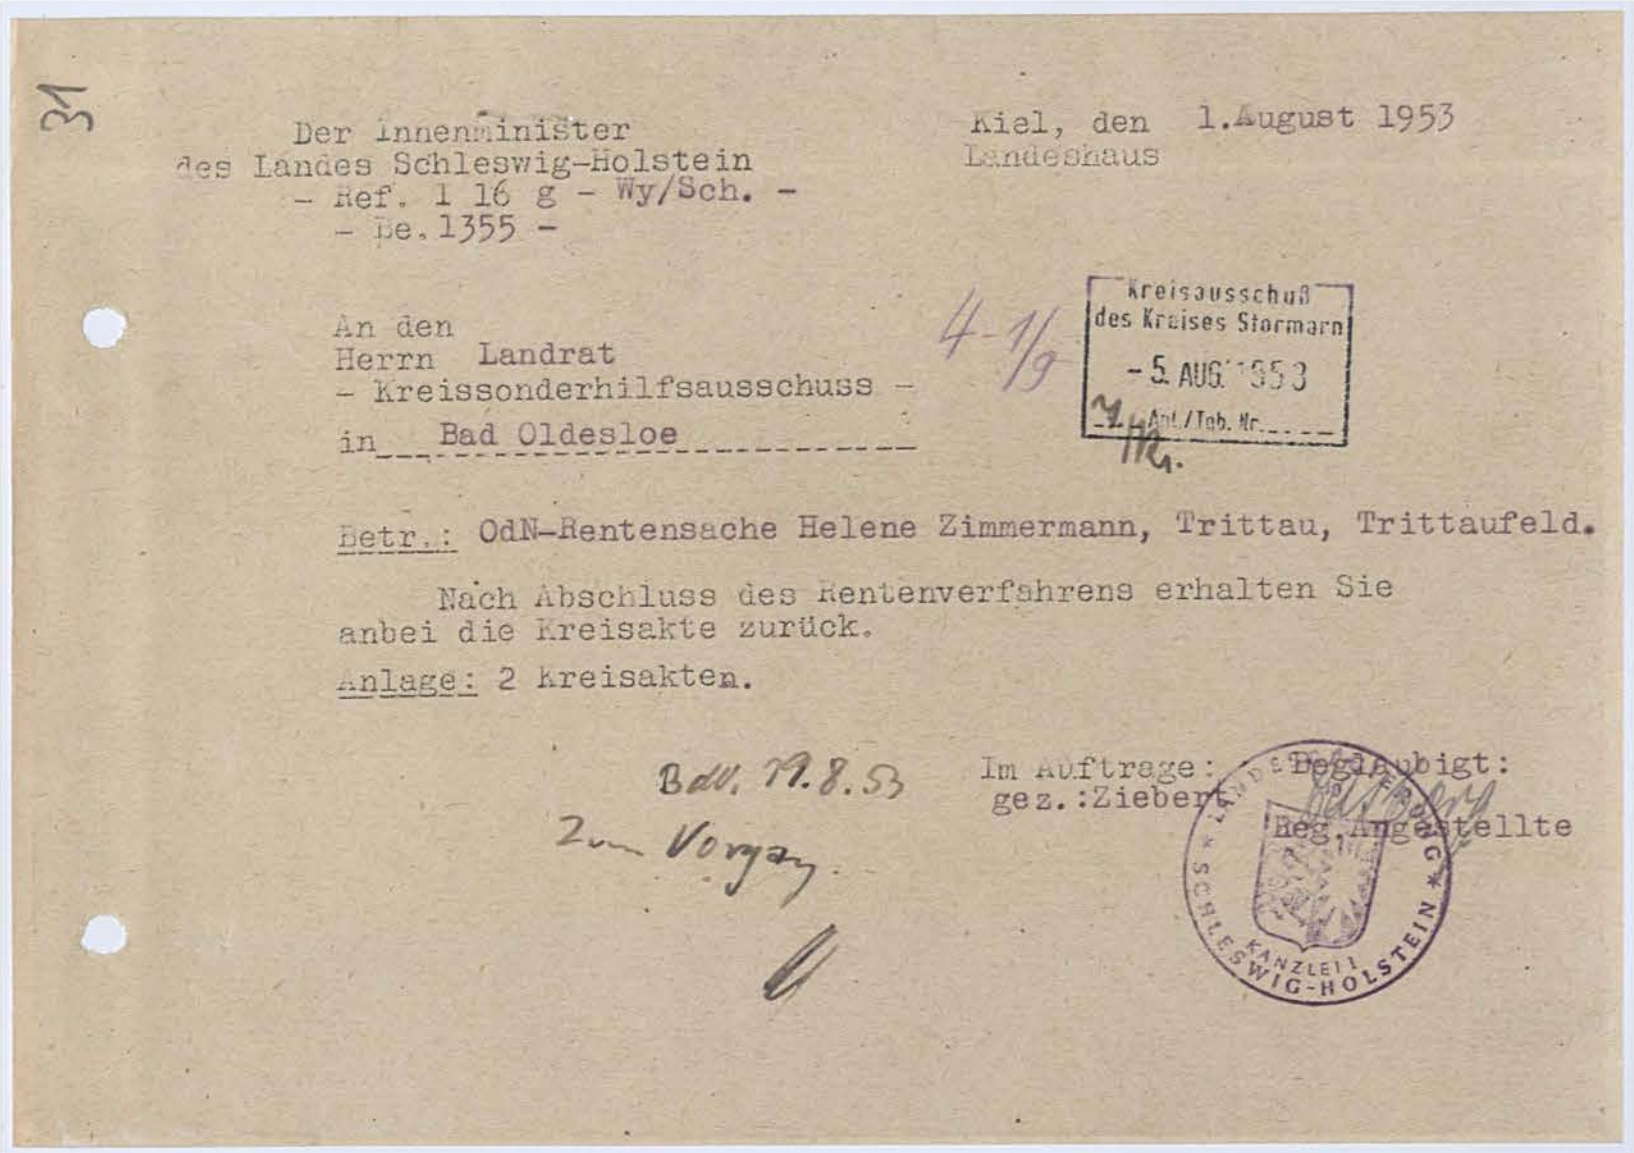 31
Der Innenminister
des Landes Schleswig-Holstein
- Ref. I 16 g - Wy/Sch. -
- Be. 1355 -
Kiel, den 1.August 1953
Landeshaus
An den
Herrn Landrat
- Kreissonderhilfsausschuss -
in Bad Oldesloe
4-1/9
Kreisausschuß
des Kreises Stormarn
- 5. AUG. 1953
Abt./Tgb. Nr.
Betr.: OdN-Rentensache Helene Zimmermann, Trittau, Trittaufeld.
Nach Abschluss des Rentenverfahrens erhalten Sie
anbei die Kreisakte zurück.
Anlage: 2 Kreisakten.
Im Auftrage:
gez.:Ziebert
Beglaubigt:
Reg.Angestellte
19.8.53
Zum Vorgang.
LANDESREGIERUNG * SCHLESWIG-HOLSTEIN *
KANZLEI 1